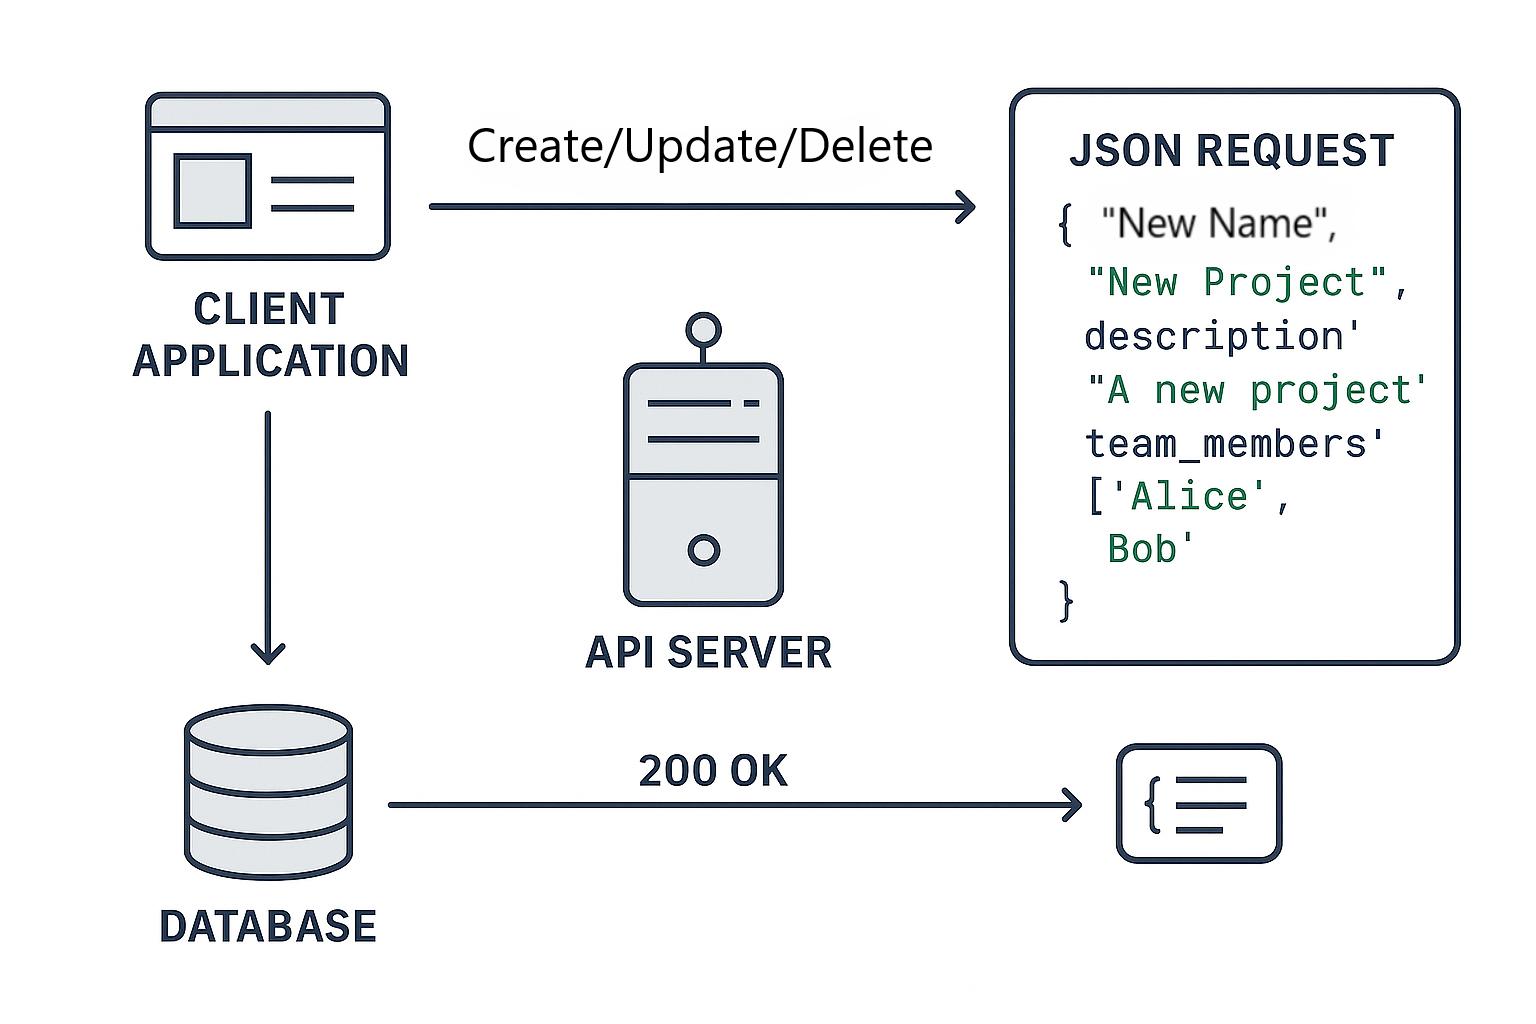 Create/Update/Delete
CLIENT
APPLICATION
JSON REQUEST
{ "New Name",
"New Project",
description'
"A new project'
team_members'
['Alice',
Bob'
}
API SERVER
200 OK
{
DATABASE